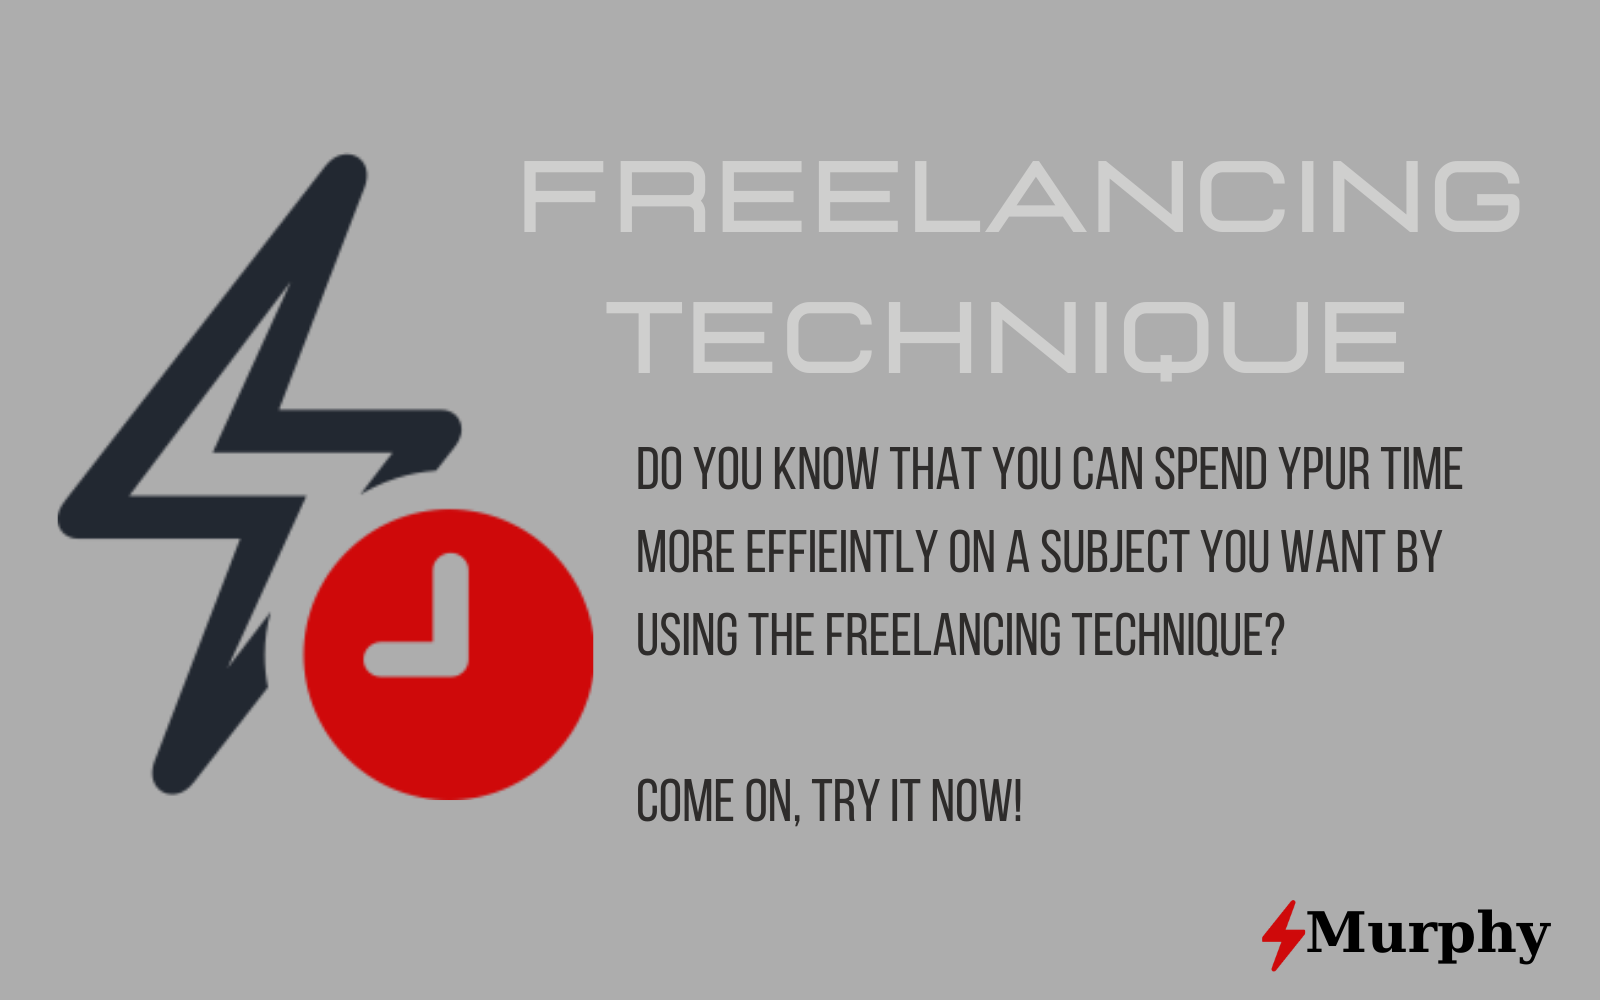 FREELANCING
TECHNIQUE
DO YOU KNOW THAT YOU CAN SPEND YPUR TIME
MORE EFFIEINTLY ON A SUBJECT YOU WANT BY
USING THE FREELANCING TECHNIQUE?
COME ON, TRY IT NOW!
Murphy